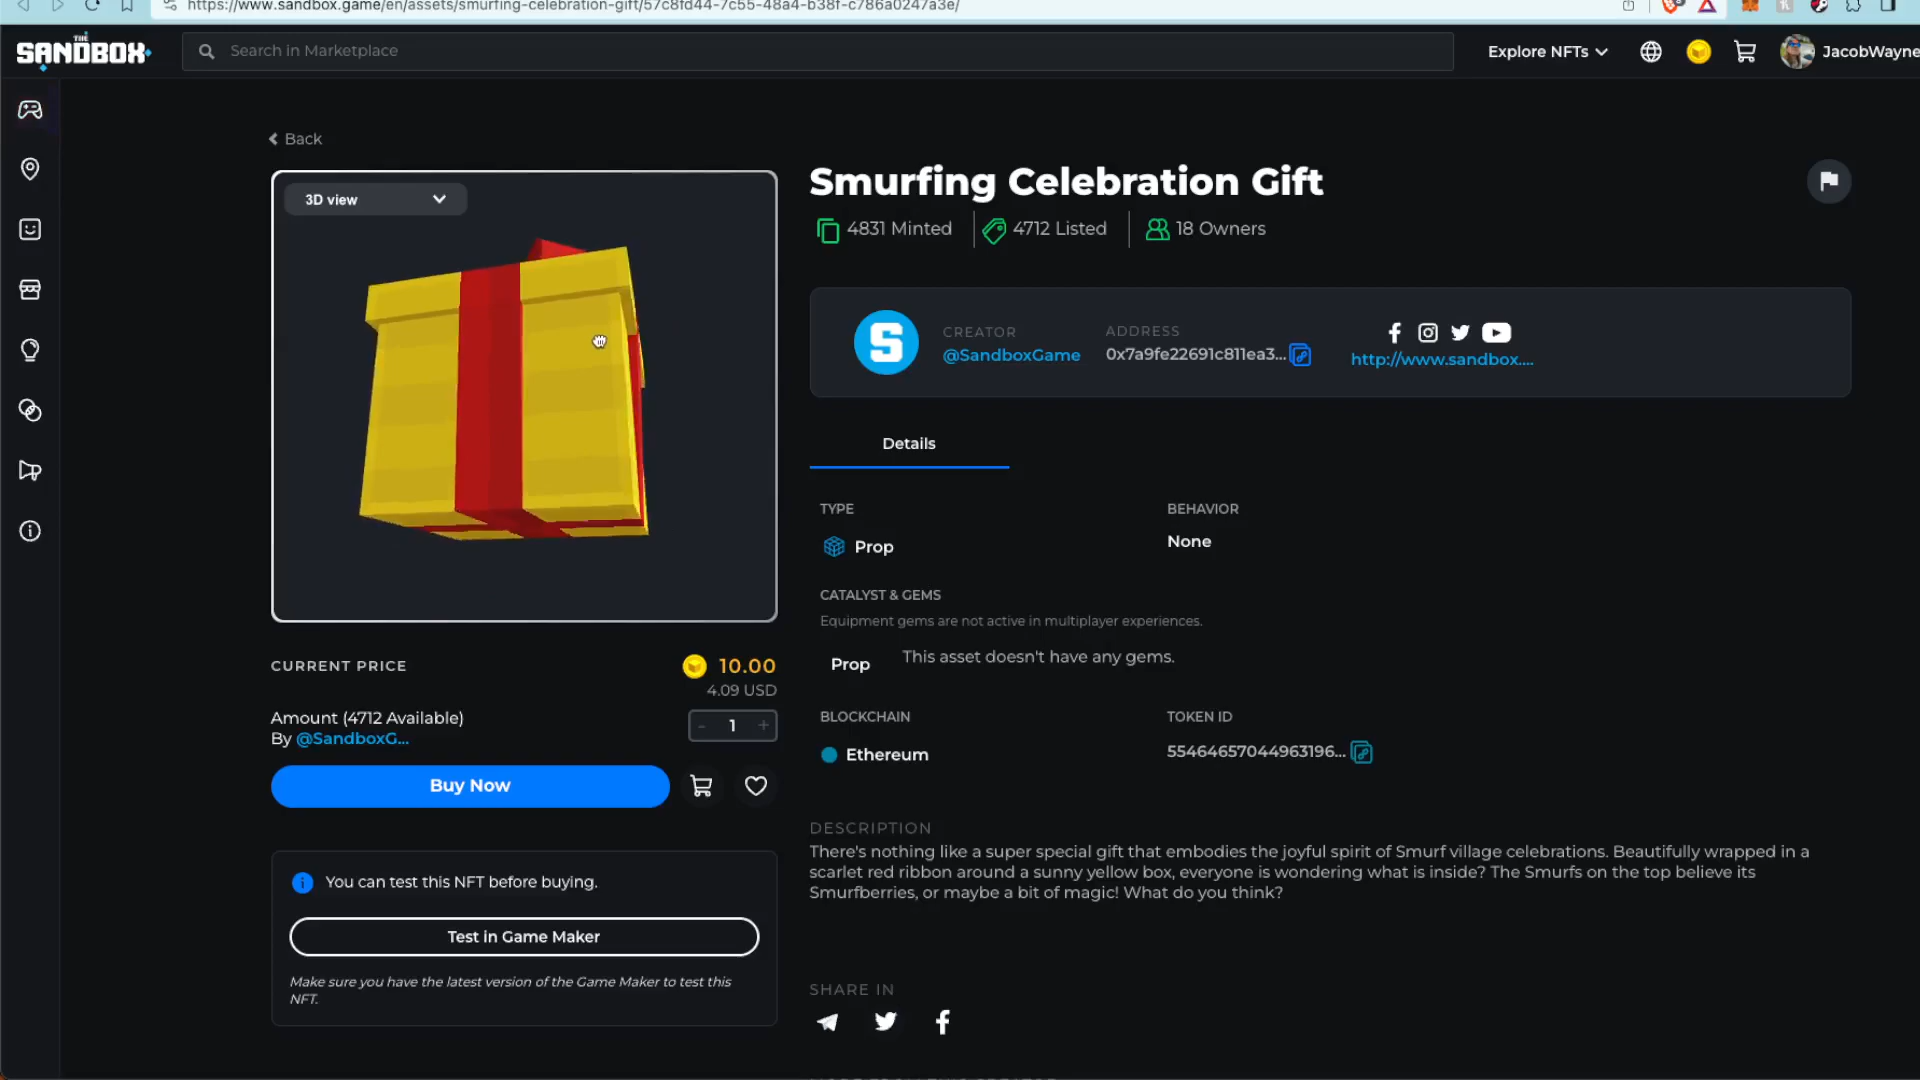 https://www.sandbox.game/en/assets/smurfing-celebration-gift/57c8fd44-7c55-48a4-b38f-c786a0247a3e/
THE SANDBOX
Search in Marketplace
Explore NFTs
JacobWayne
Back
3D view
Smurfing Celebration Gift
4831 Minted
4712 Listed
18 Owners
S
CREATOR
@SandboxGame
ADDRESS
0x7a9fe22691c811ea3...
http://www.sandbox....
Details
TYPE
Prop
BEHAVIOR
None
CATALYST & GEMS
Equipment gems are not active in multiplayer experiences.
Prop
This asset doesn't have any gems.
BLOCKCHAIN
Ethereum
TOKEN ID
55464657044963196...
CURRENT PRICE
10.00
4.09 USD
Amount (4712 Available)
By @SandboxG...
- 1 +
Buy Now
You can test this NFT before buying.
Test in Game Maker
Make sure you have the latest version of the Game Maker to test this
NFT.
DESCRIPTION
There's nothing like a super special gift that embodies the joyful spirit of Smurf village celebrations. Beautifully wrapped in a
scarlet red ribbon around a sunny yellow box, everyone is wondering what is inside? The Smurfs on the top believe its
Smurfberries, or maybe a bit of magic! What do you think?
SHARE IN